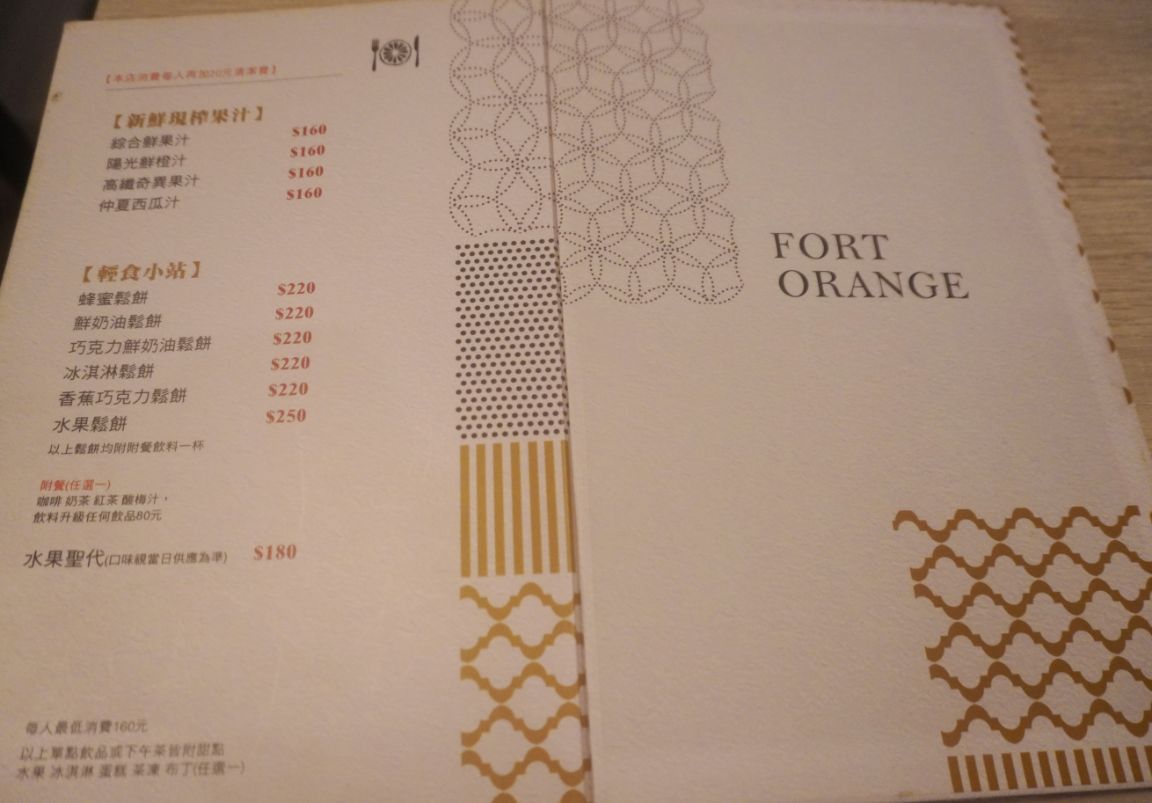 【本店消費每人再加20元清潔費】
【新鮮現榨果汁】
綜合鮮果汁 $160
陽光鮮橙汁 $160
高纖奇異果汁 $160
仲夏西瓜汁 $160
【輕食小站】
蜂蜜鬆餅 $220
鮮奶油鬆餅 $220
巧克力鮮奶油鬆餅 $220
冰淇淋鬆餅 $220
香蕉巧克力鬆餅 $220
水果鬆餅 $250
以上鬆餅均附附餐飲料一杯
附餐(任選一)
咖啡 奶茶 紅茶 酸梅汁，
飲料升級任何飲品80元
水果聖代(口味視當日供應為準) $180
每人最低消費160元
以上單點飲品或下午茶皆附甜點
水果 冰淇淋 蛋糕 茶凍 布丁(任選一)
FORT
ORANGE